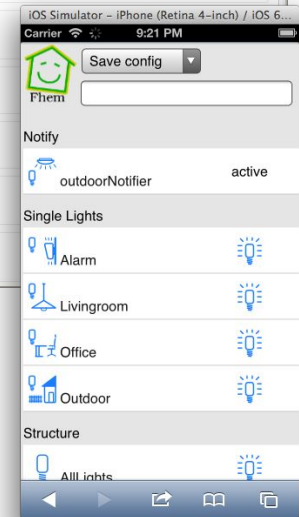 iOS Simulator – iPhone (Retina 4-inch) / iOS 6...
Carrier 9:21 PM
Save config
Fhem
Notify
outdoorNotifier active
Single Lights
Alarm
Livingroom
Office
Outdoor
Structure
AllLights